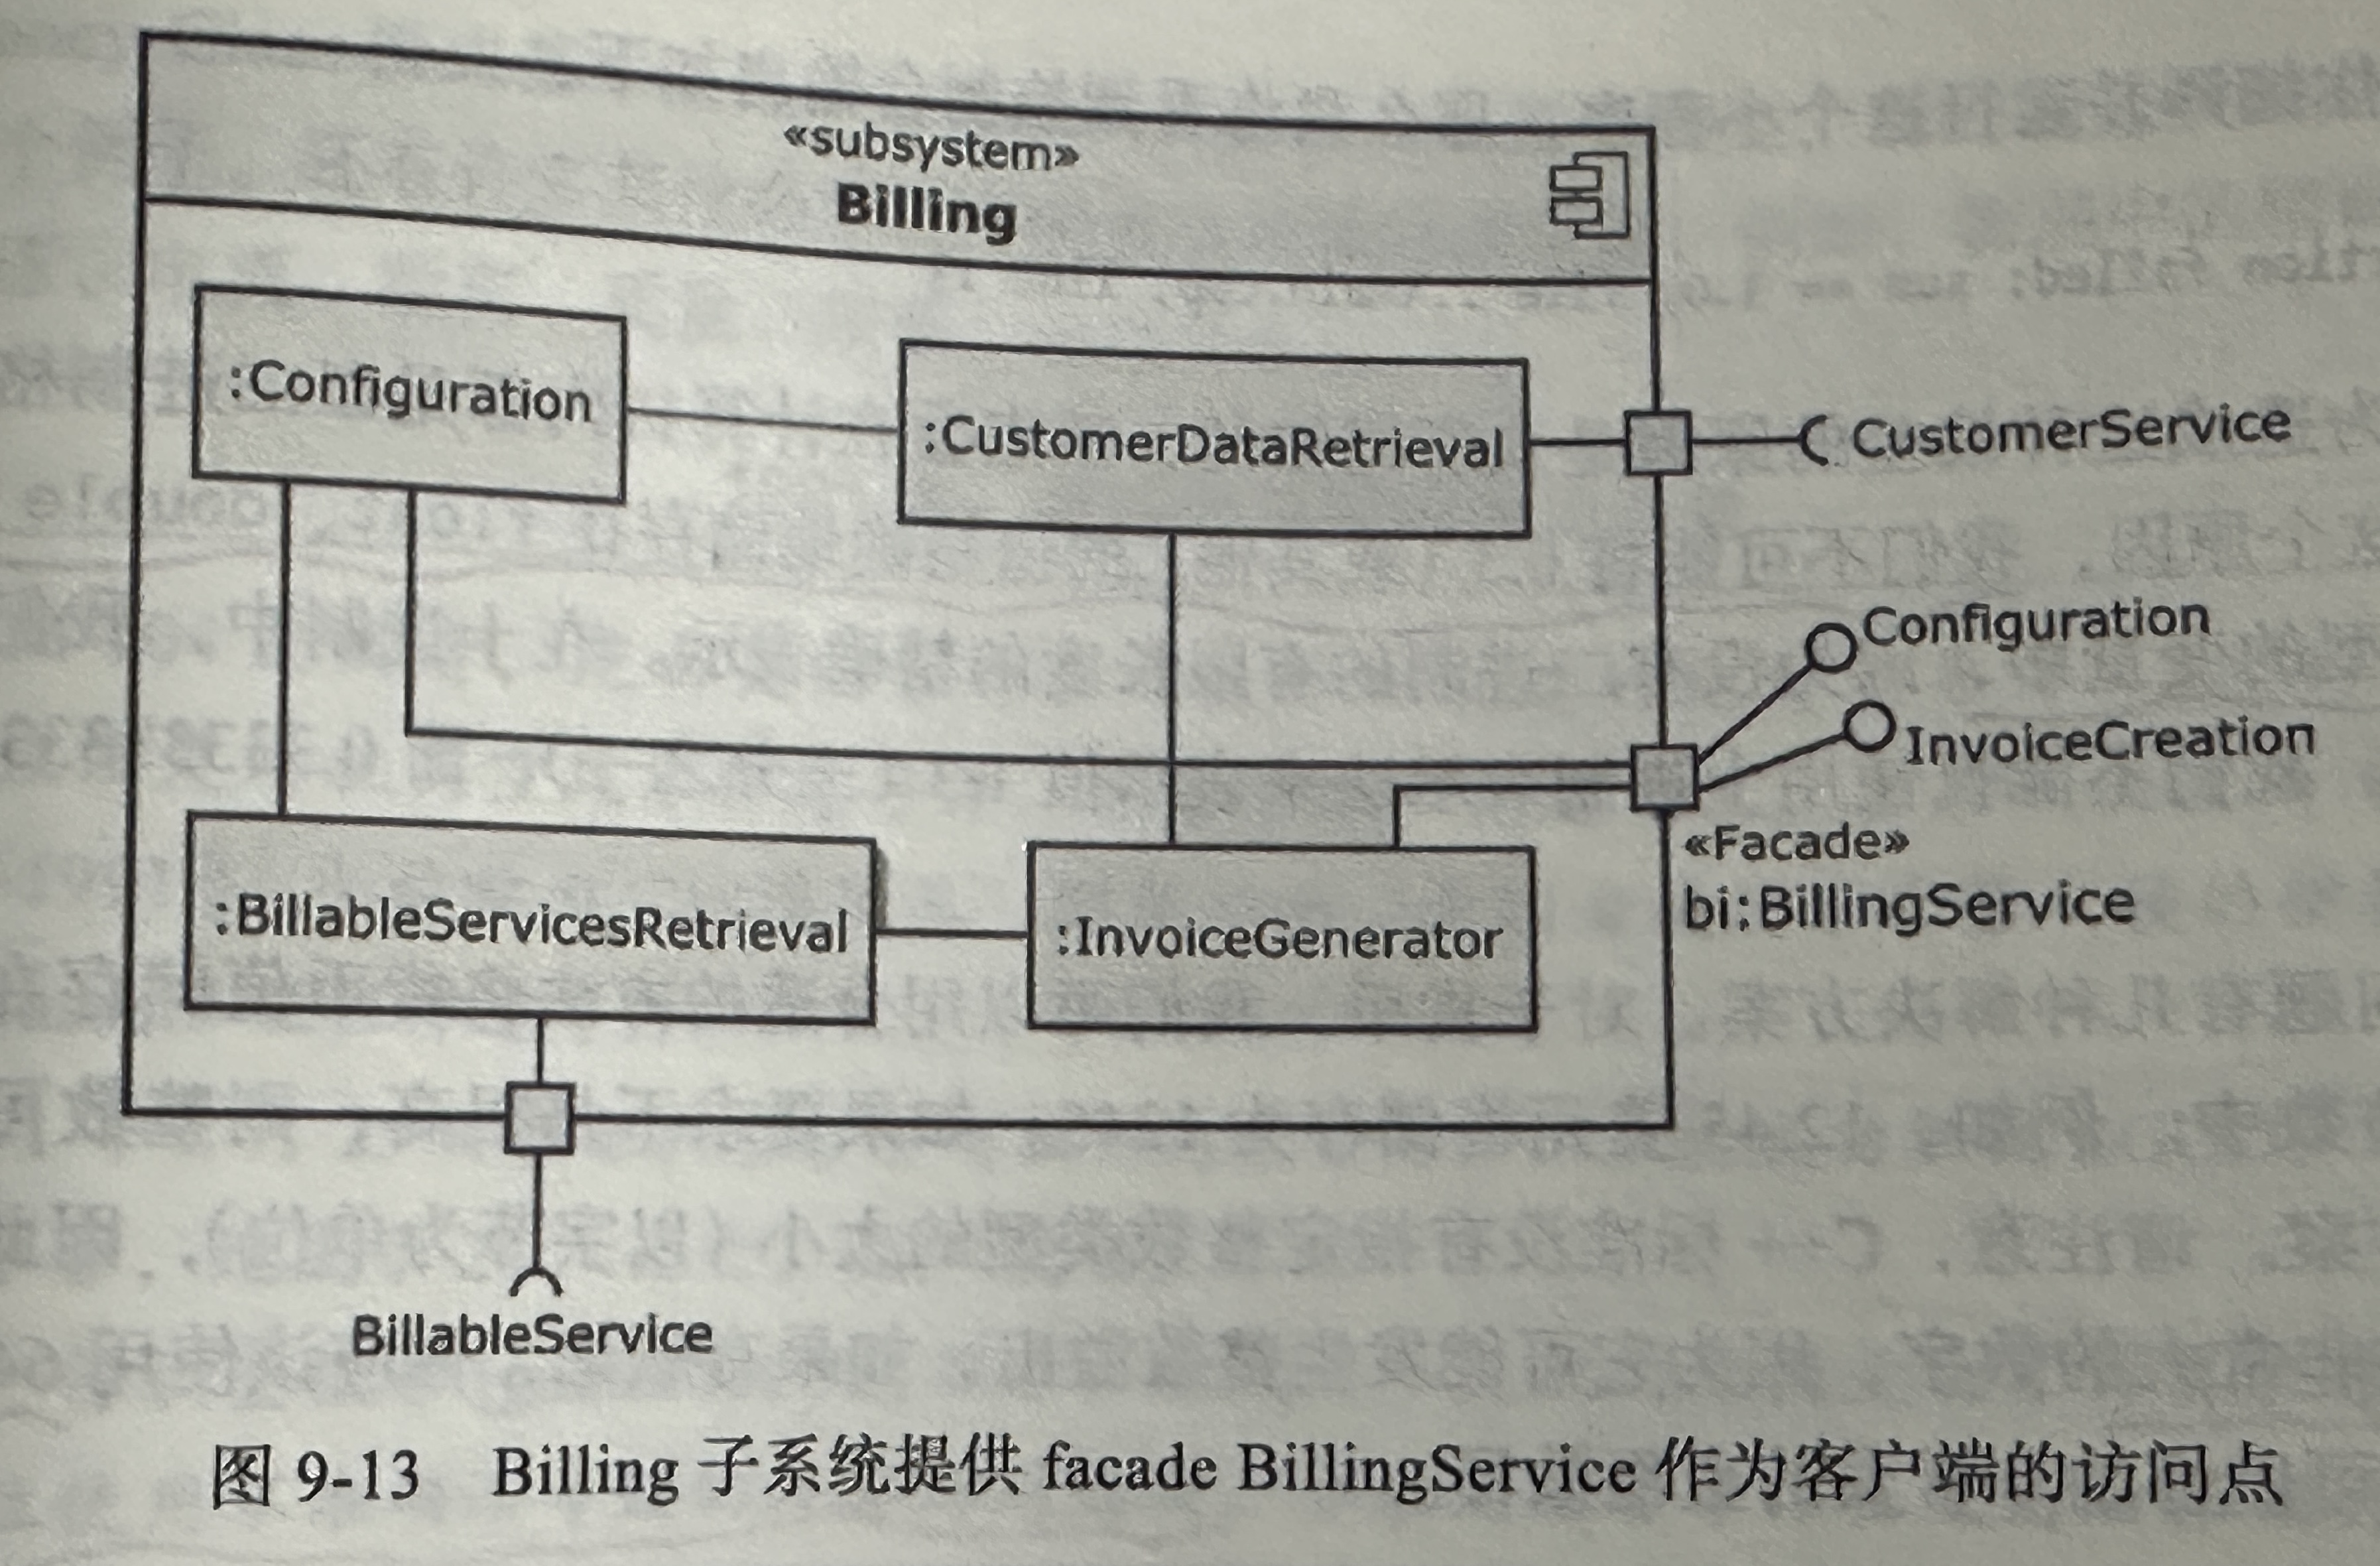 «subsystem»
Billing
:Configuration
:CustomerDataRetrieval
CustomerService
Configuration
InvoiceCreation
«Facade»
bi:BillingService
:BillableServicesRetrieval
:InvoiceGenerator
BillableService
图 9-13 Billing 子系统提供 facade BillingService 作为客户端的访问点